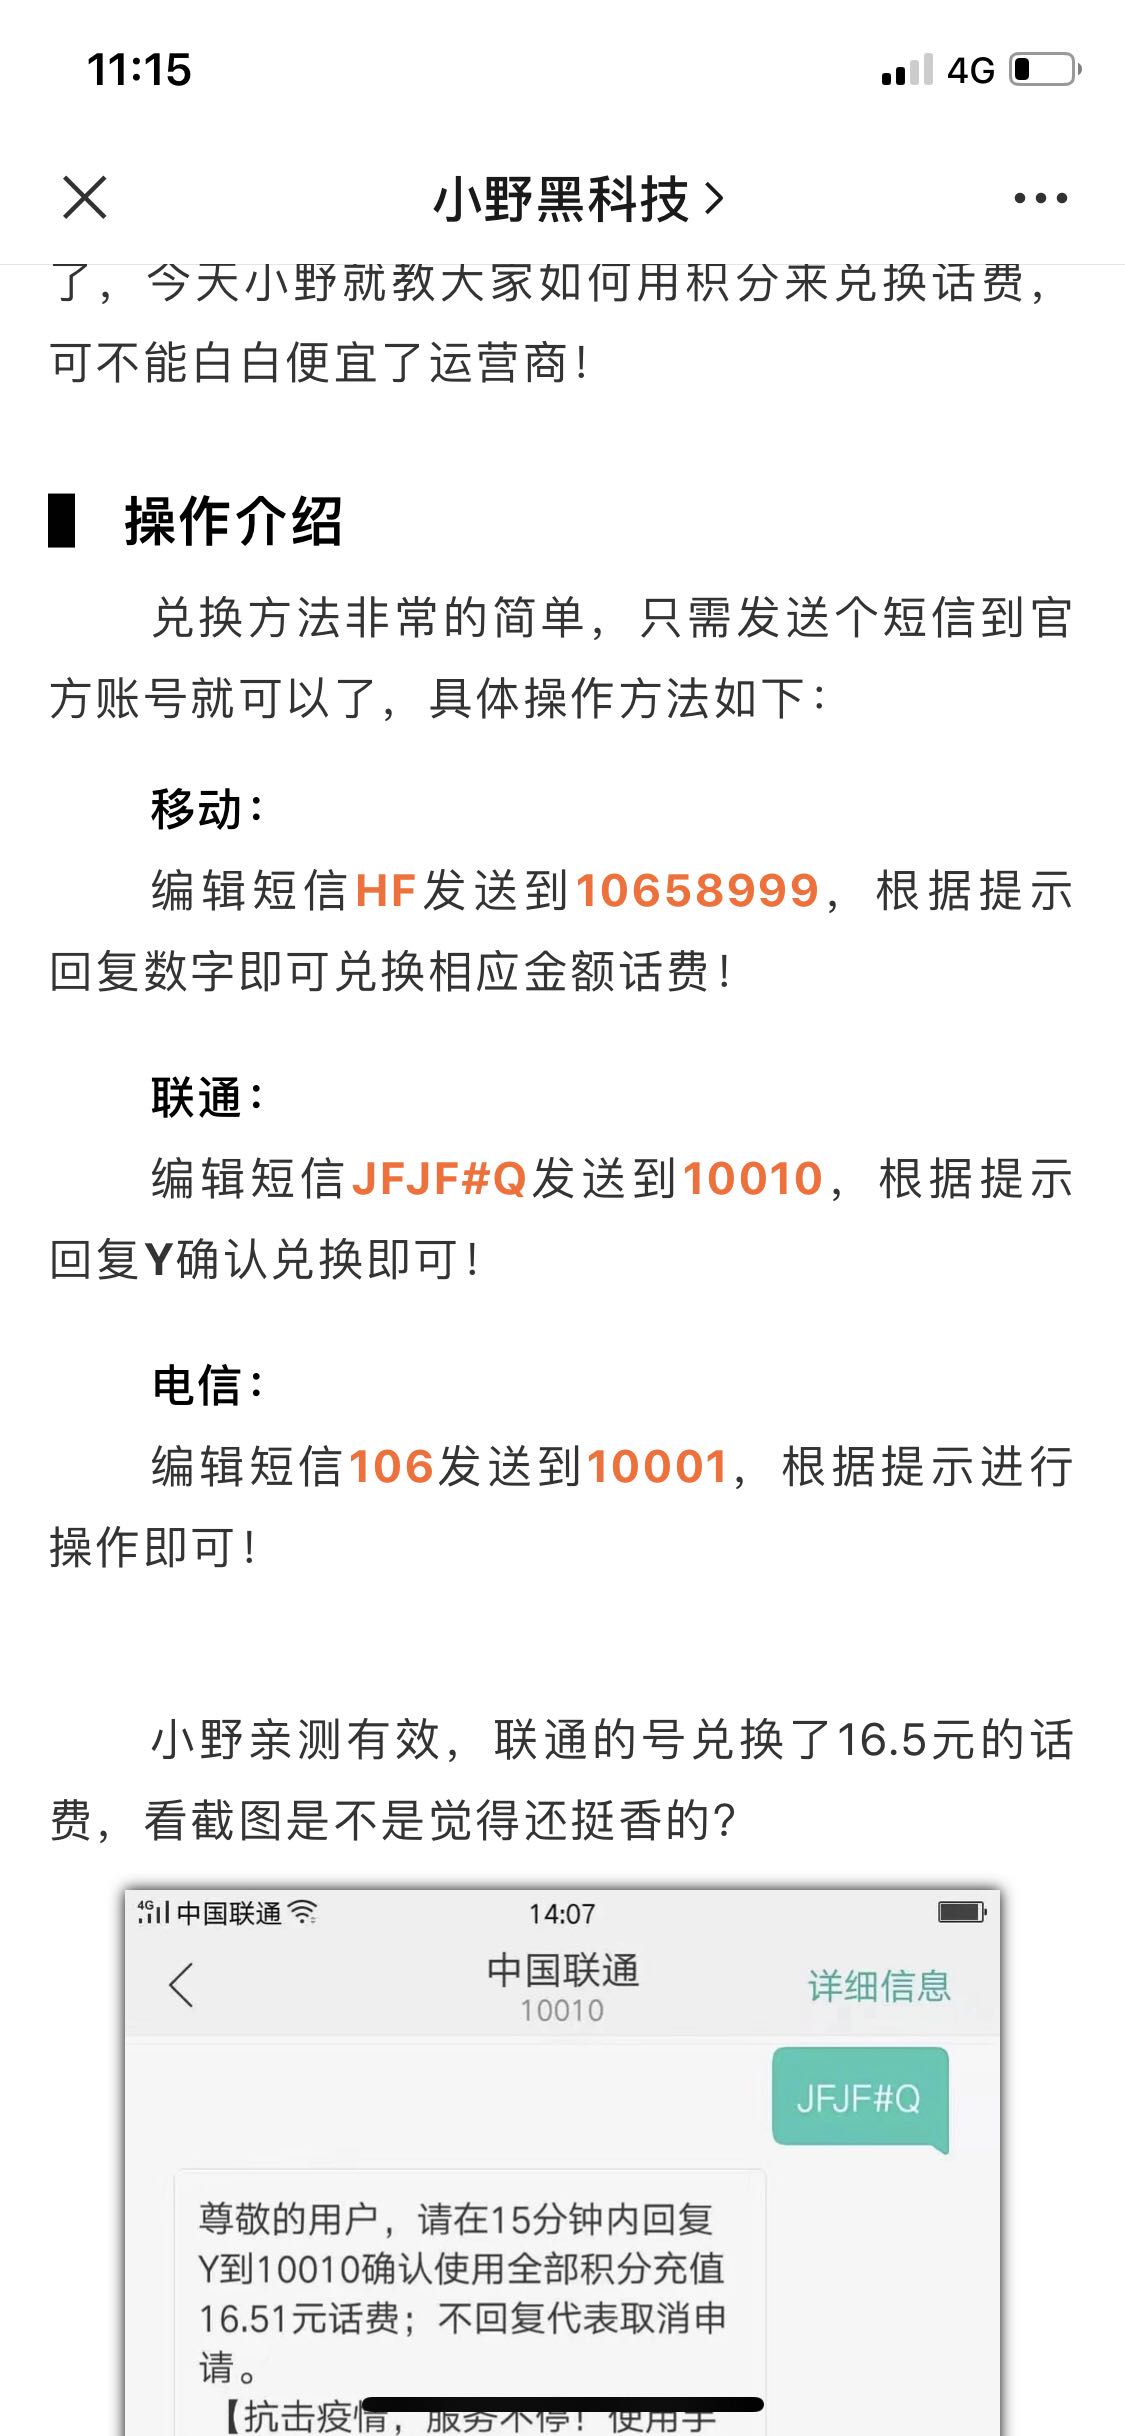 11:15
4G
小野黑科技
了，今天小野就教大家如何用积分来兑换话费，
可不能白白便宜了运营商！
操作介绍
兑换方法非常的简单，只需发送个短信到官
方账号就可以了，具体操作方法如下：
移动：
编辑短信HF发送到10658999，根据提示
回复数字即可兑换相应金额话费！
联通：
编辑短信JFJF#Q发送到10010，根据提示
回复Y确认兑换即可！
电信：
编辑短信106发送到10001，根据提示进行
操作即可！
小野亲测有效，联通的号兑换了16.5元的话
费，看截图是不是觉得还挺香的？
4G 中国联通 14:07
中国联通
10010
详细信息
JFJF#Q
尊敬的用户，请在15分钟内回复
Y到10010确认使用全部积分充值
16.51元话费；不回复代表取消申
请。
【抗击疫情，服务不停！使用手